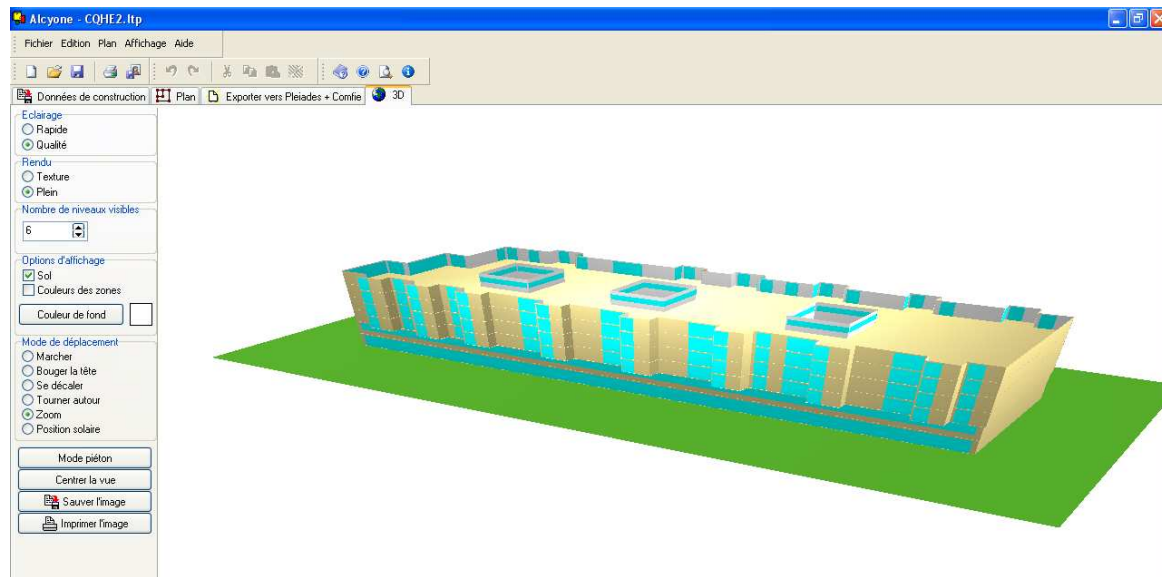 Alcyone - CQHE2.ltp
Fichier Edition Plan Affichage Aide
Données de construction Plan Exporter vers Pleiades + Comfie 3D
Eclairage
Rapide
Qualité
Rendu
Texture
Plein
Nombre de niveaux visibles
6
Options d'affichage
Sol
Couleurs des zones
Couleur de fond
Mode de déplacement
Marcher
Bouger la tête
Se décaler
Tourner autour
Zoom
Position solaire
Mode piéton
Centrer la vue
Sauver l'image
Imprimer l'image